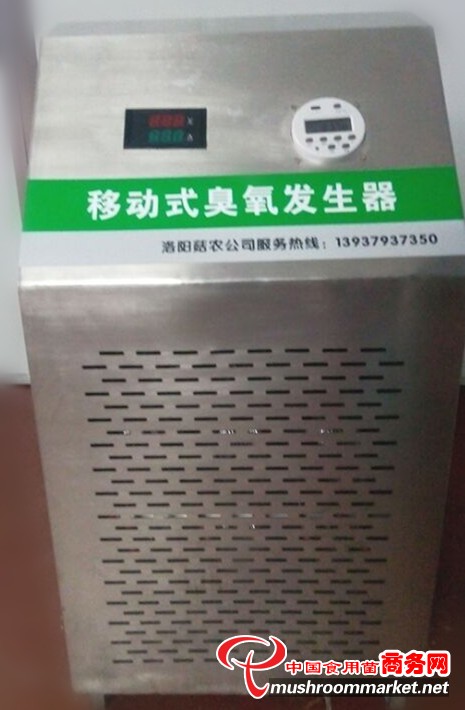 移动式臭氧发生器
洛阳菇农公司服务热线：13937937350
中国食用菌商务网
mushroommarket.net